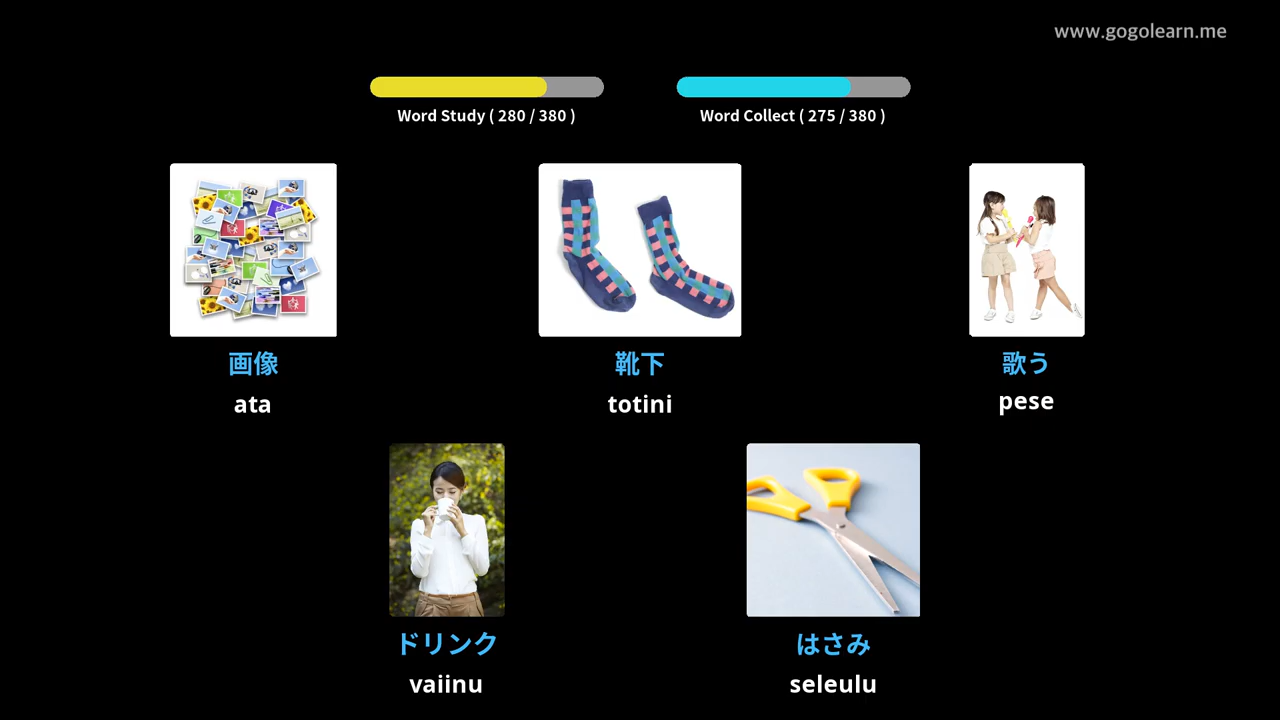 www.gogolearn.me
Word Study ( 280 / 380 )
Word Collect ( 275 / 380 )
画像
ata
靴下
totini
歌う
pese
ドリンク
vaiinu
はさみ
seleulu